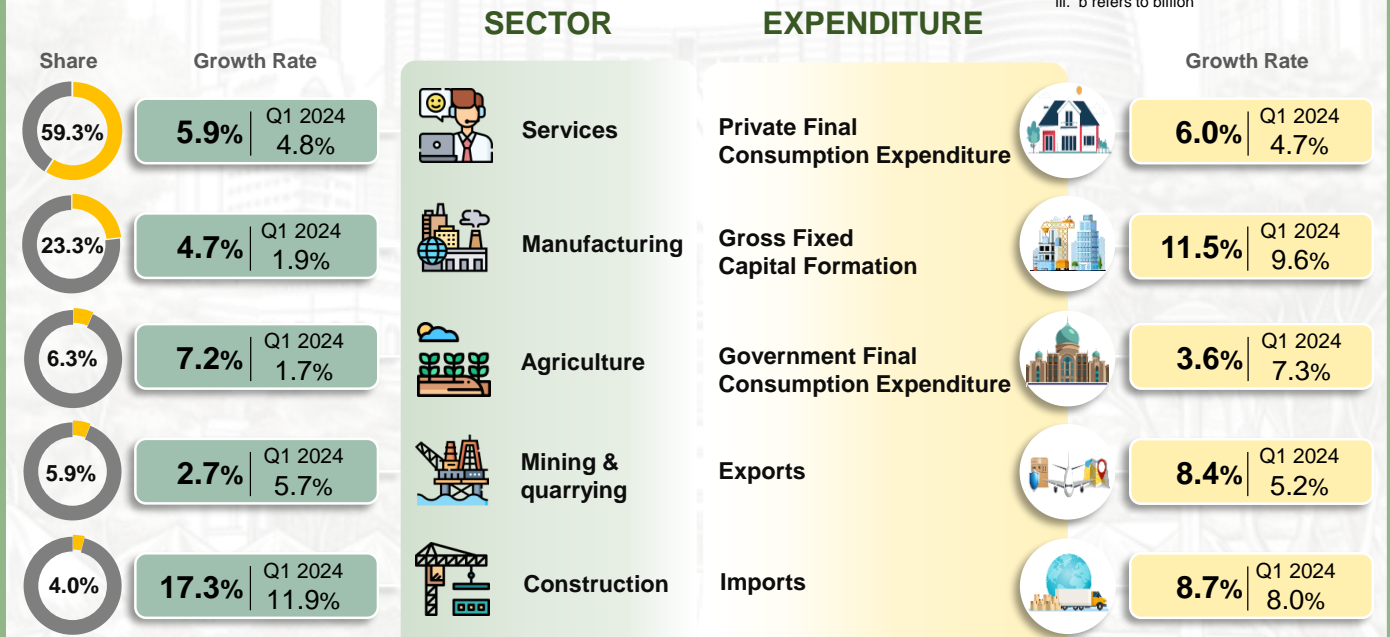 iii. 'b' refers to billion
SECTOR
EXPENDITURE
Share
Growth Rate
Growth Rate
59.3%
5.9%
Q1 2024
4.8%
Services
Private Final
Consumption Expenditure
6.0%
Q1 2024
4.7%
23.3%
4.7%
Q1 2024
1.9%
Manufacturing
Gross Fixed
Capital Formation
11.5%
Q1 2024
9.6%
6.3%
7.2%
Q1 2024
1.7%
Agriculture
Government Final
Consumption Expenditure
3.6%
Q1 2024
7.3%
5.9%
2.7%
Q1 2024
5.7%
Mining &
quarrying
Exports
8.4%
Q1 2024
5.2%
4.0%
17.3%
Q1 2024
11.9%
Construction
Imports
8.7%
Q1 2024
8.0%